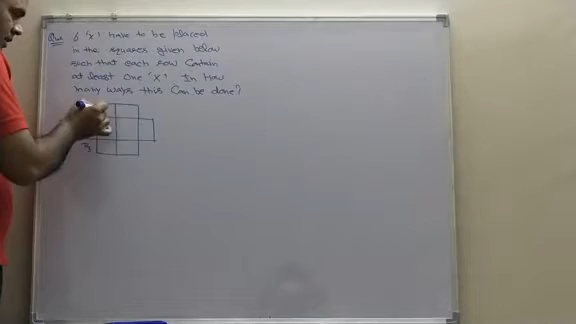 Que 6 'X' have to be placed
in the squares given below
such that each row Contain
at least one 'X'. In How
many ways this Can be done?
3